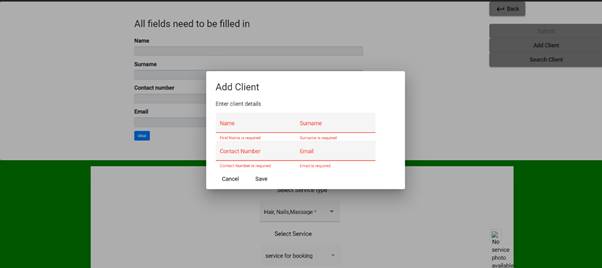 Back
All fields need to be filled in
Submit
Name
Add Client
Surname
Search Client
Contact number
Email
clear
Add Client
Enter client details
Name Surname
First Name is required Surname is required
Contact Number Email
Contact Number is required Email is required
Cancel Save
Select Service type
Hair, Nails,Massage *
Select Service
service for booking
No
service
photo
available